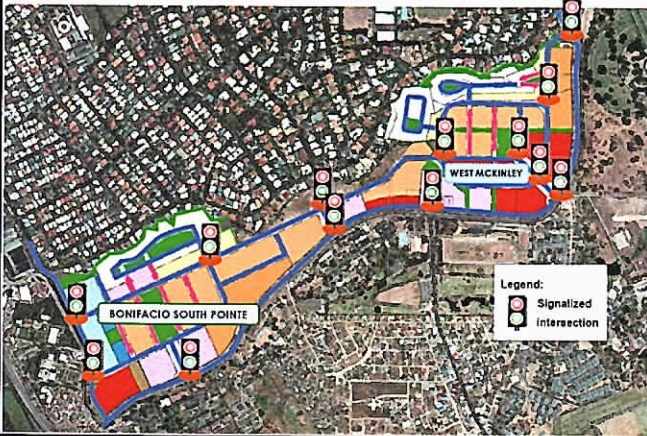 WEST MCKINLEY
BONIFACIO SOUTH POINTE
Legend:
Signalized
intersection